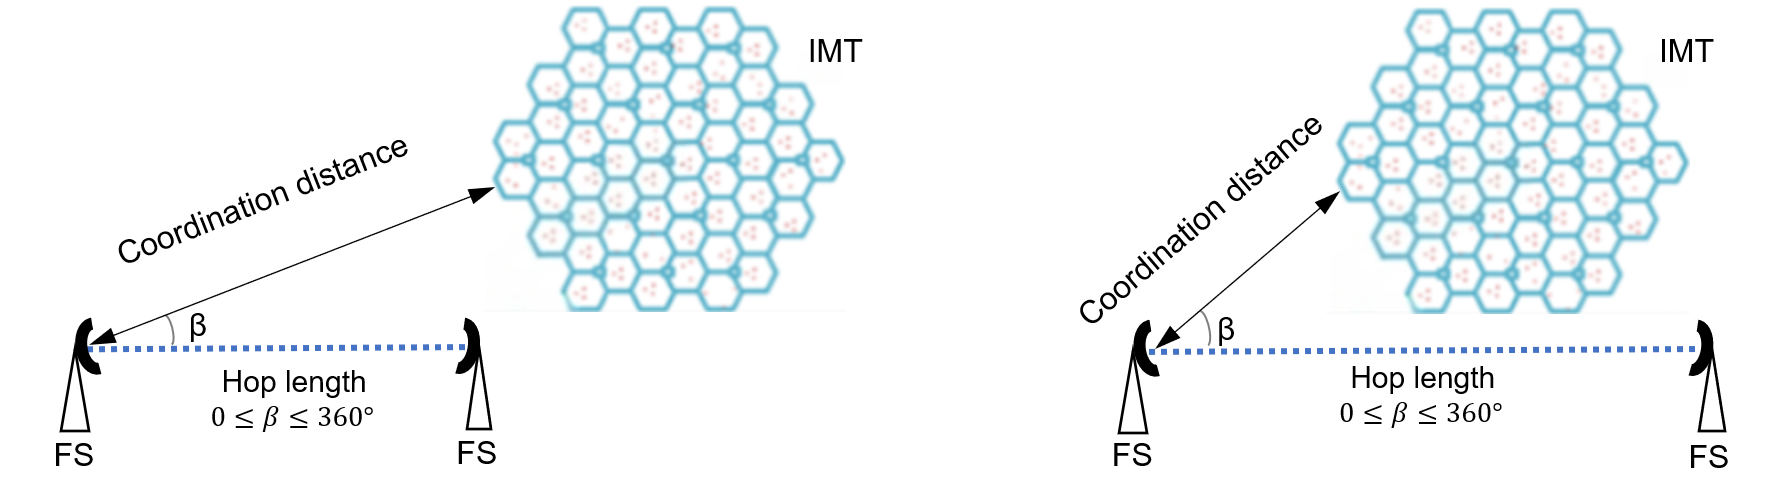 IMT
Coordination distance
β
Hop length
0 ≤ β ≤ 360°
FS
FS
IMT
Coordination distance
β
Hop length
0 ≤ β ≤ 360°
FS
FS